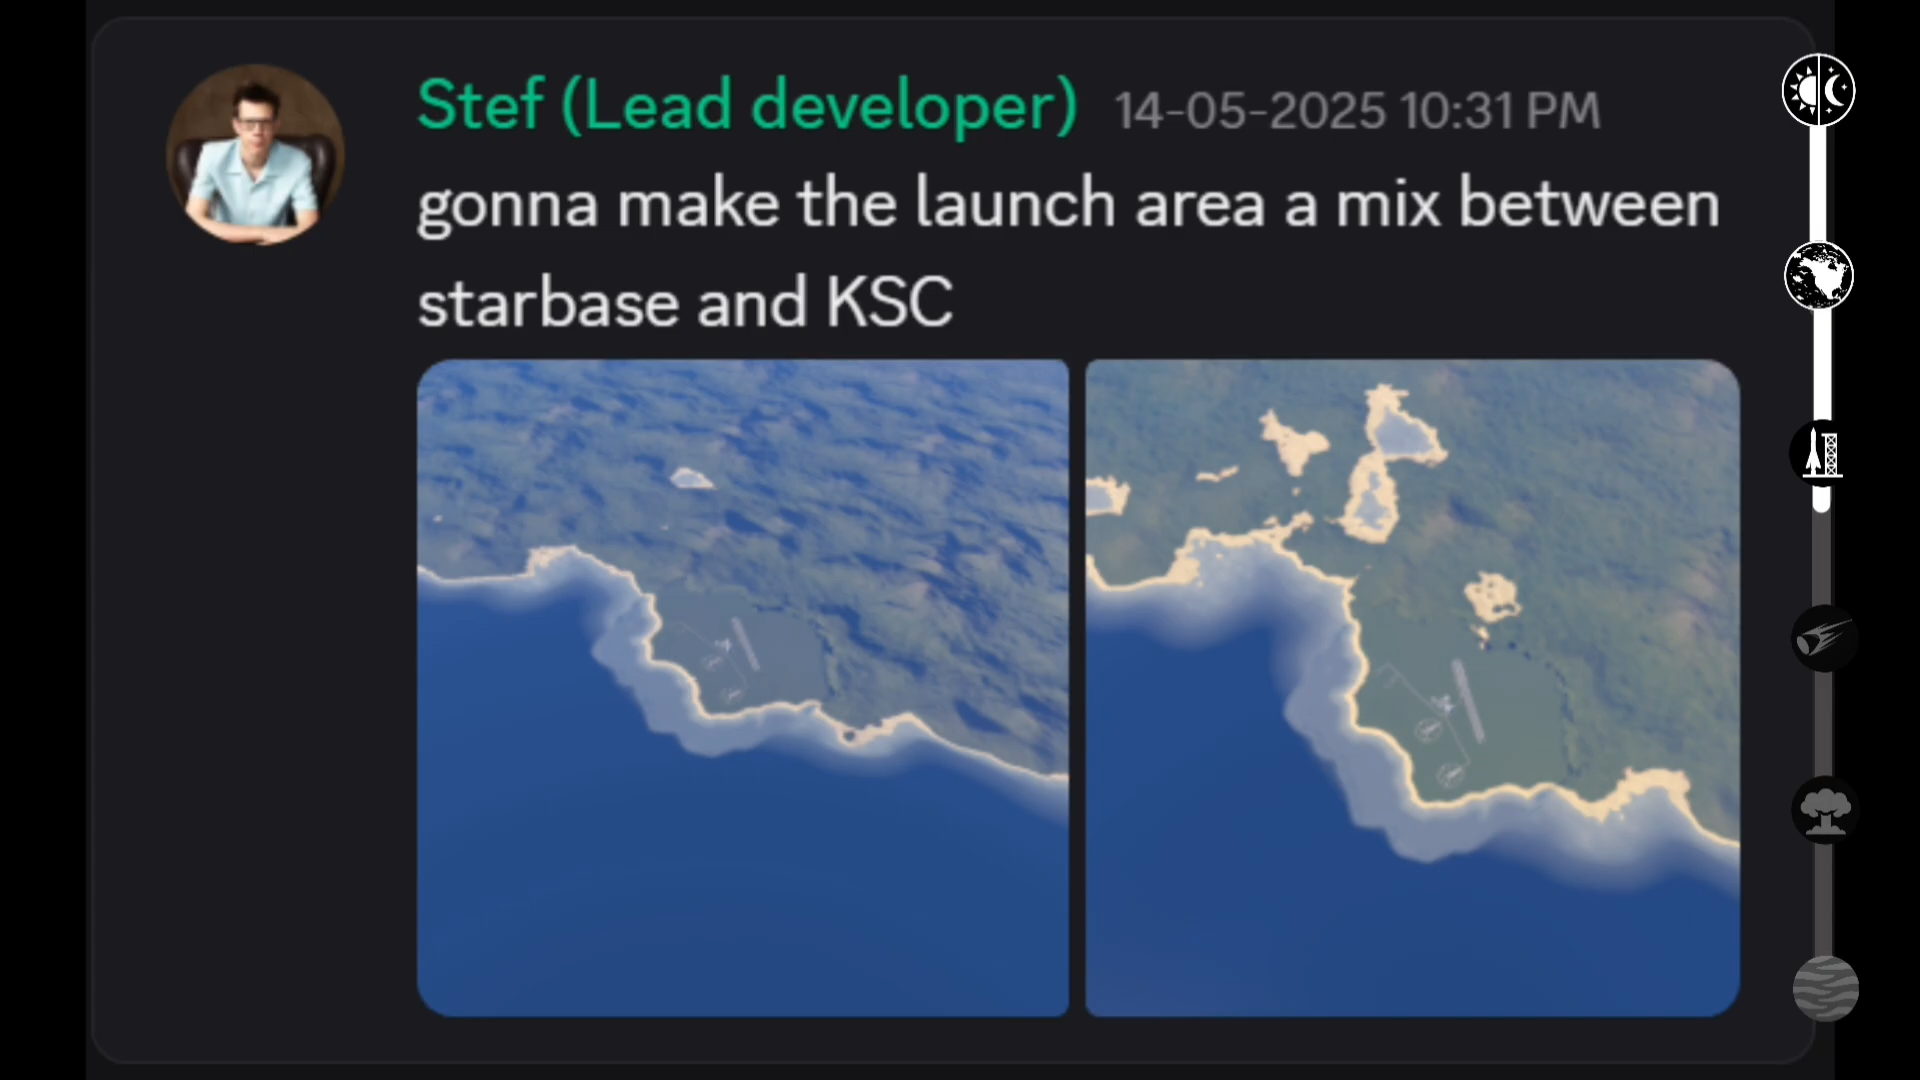 Stef (Lead developer) 14-05-2025 10:31 PM
gonna make the launch area a mix between
starbase and KSC